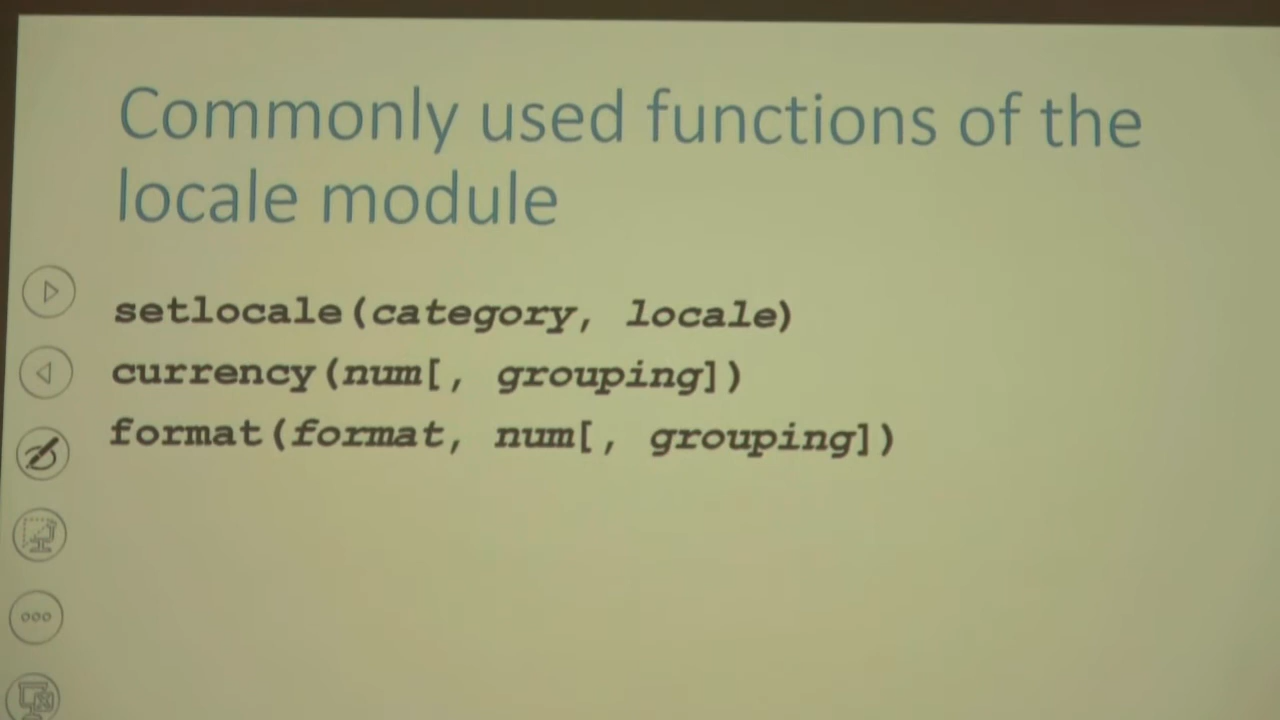 Commonly used functions of the
locale module
setlocale(category, locale)
currency(num[, grouping])
format(format, num[, grouping])